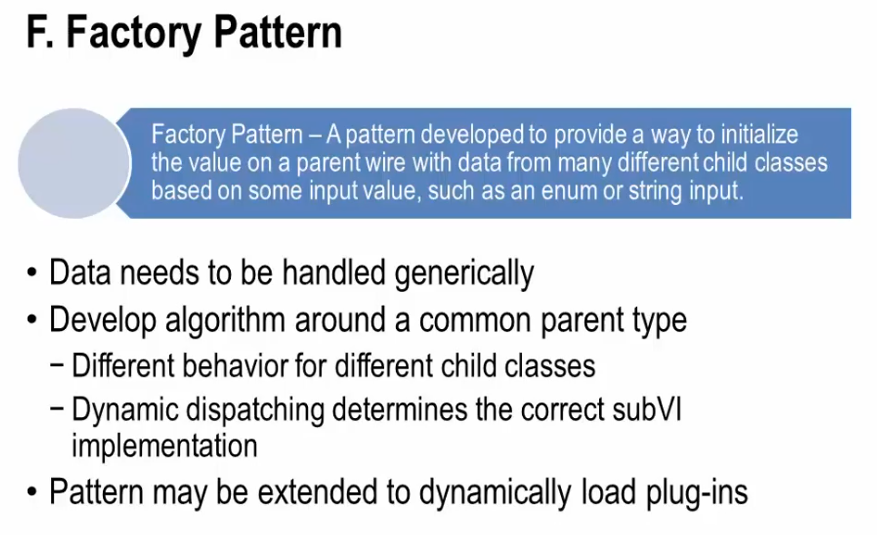 F. Factory Pattern
Factory Pattern – A pattern developed to provide a way to initialize
the value on a parent wire with data from many different child classes
based on some input value, such as an enum or string input.
• Data needs to be handled generically
• Develop algorithm around a common parent type
– Different behavior for different child classes
– Dynamic dispatching determines the correct subVI
implementation
• Pattern may be extended to dynamically load plug-ins